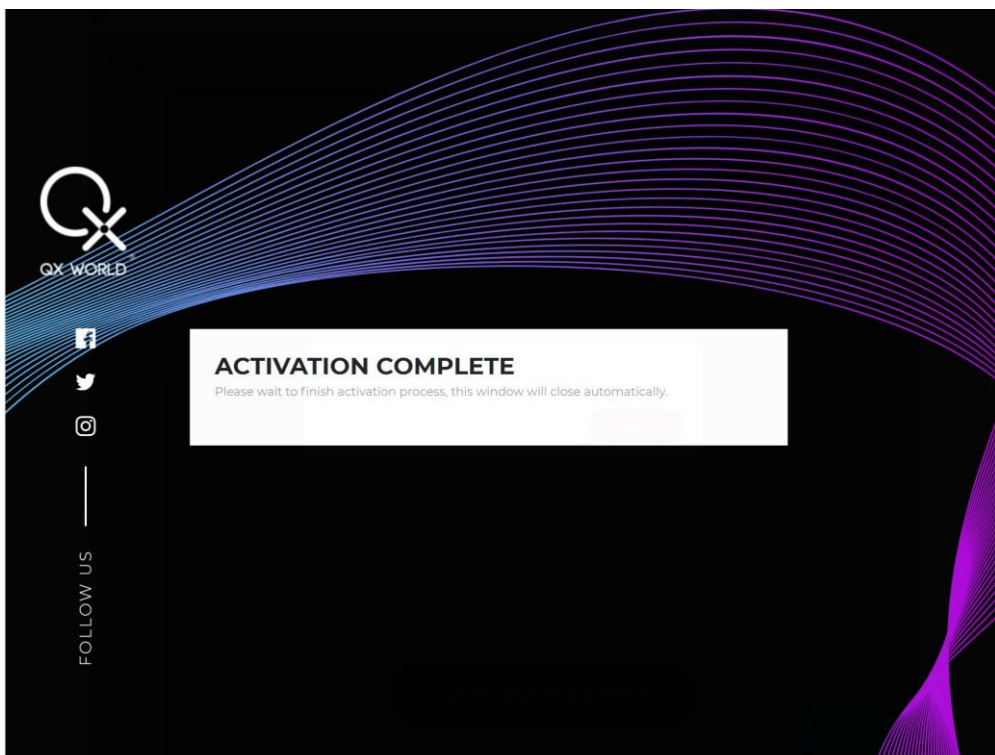 QX WORLD
ACTIVATION COMPLETE
Please wait to finish activation process, this window will close automatically.
FOLLOW US